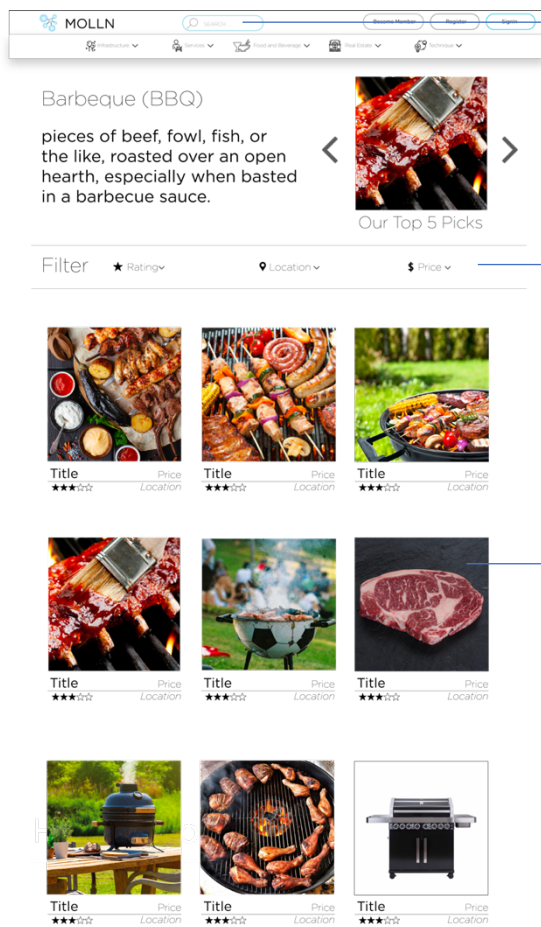 MOLLN
SEARCH
Become Member
Register
Signin
Infrastructure
Services
Food and Beverage
Real Estate
Technique
Barbeque (BBQ)
pieces of beef, fowl, fish, or
the like, roasted over an open
hearth, especially when basted
in a barbecue sauce.
Our Top 5 Picks
Filter
Rating
Location
$ Price
Title Price Title Price Title Price
Location Location Location
Title Price Title Price Title Price
Location Location Location
Title Price Title Price Title Price
Location Location Location